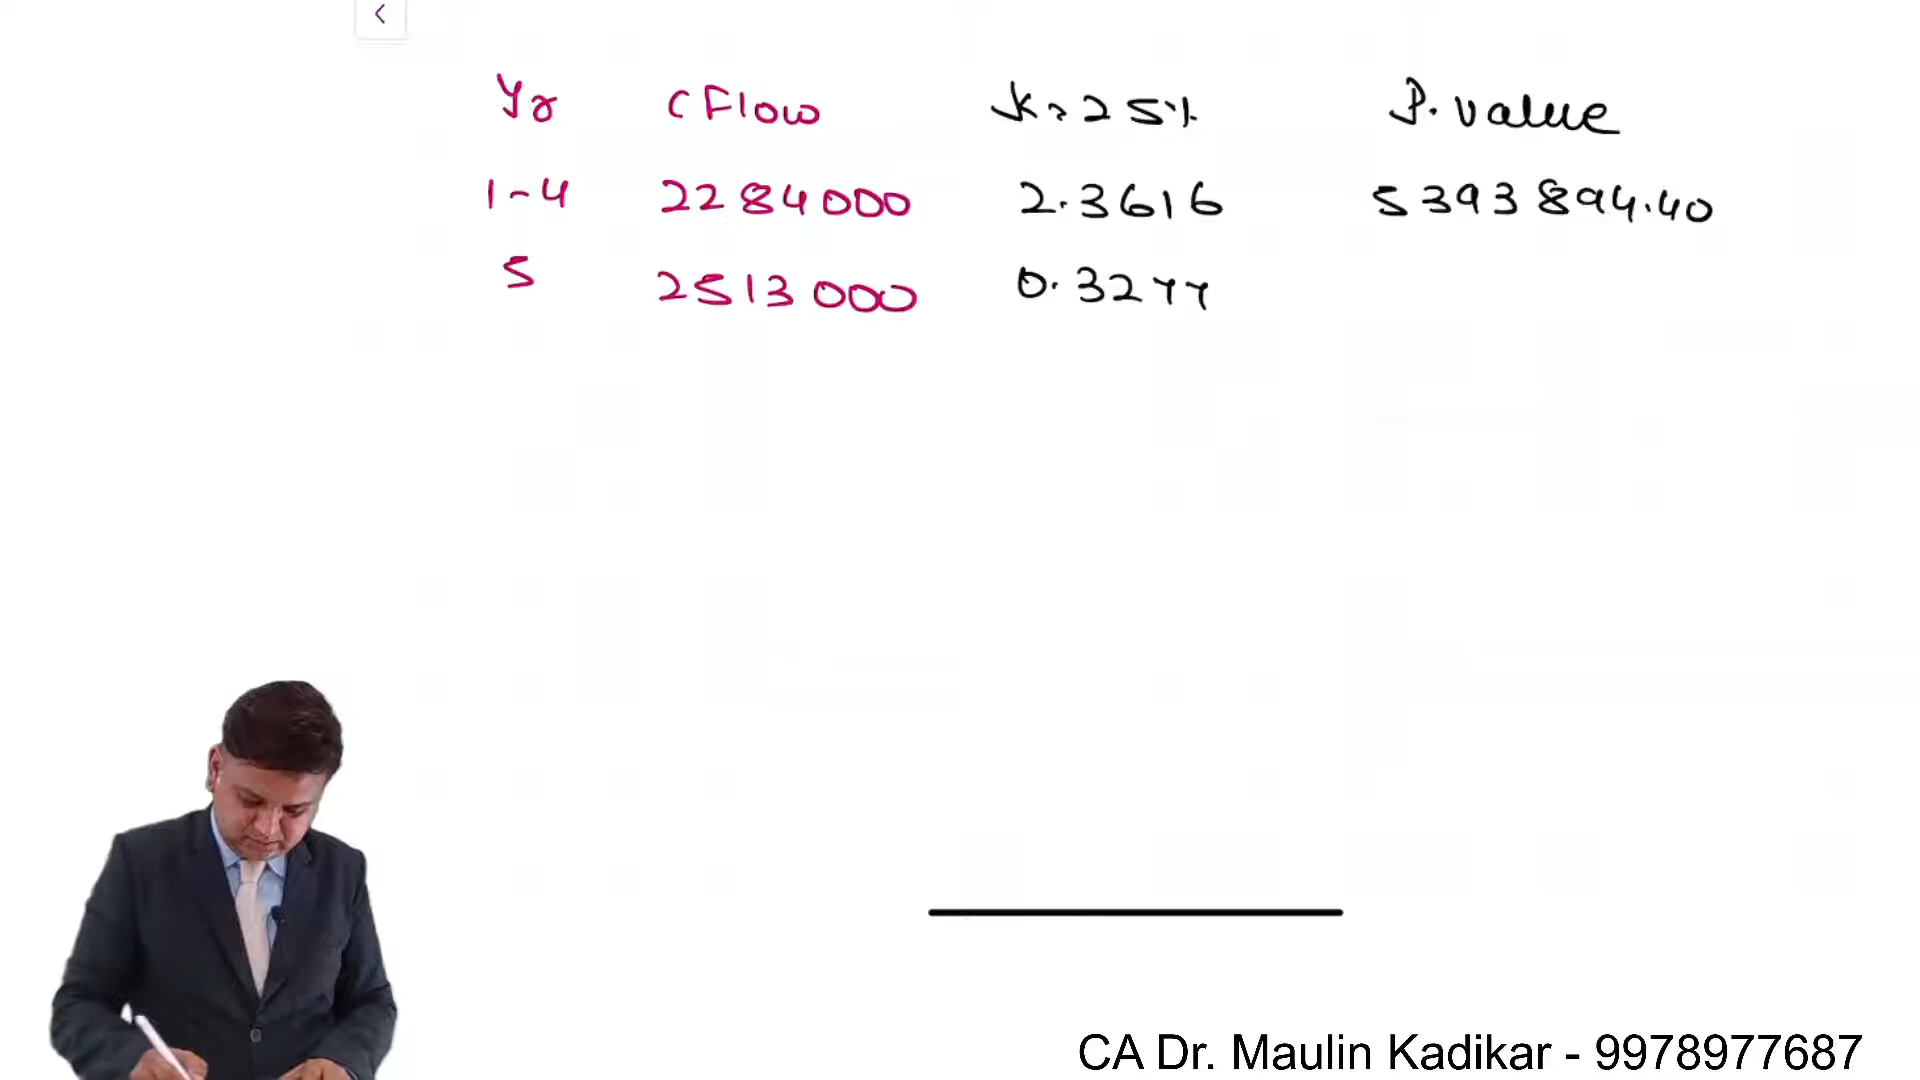 Yr C Flow K=25% P. value
1-4 2284000 2.3616 5393894.40
5 2513000 0.3277
CA Dr. Maulin Kadikar - 9978977687